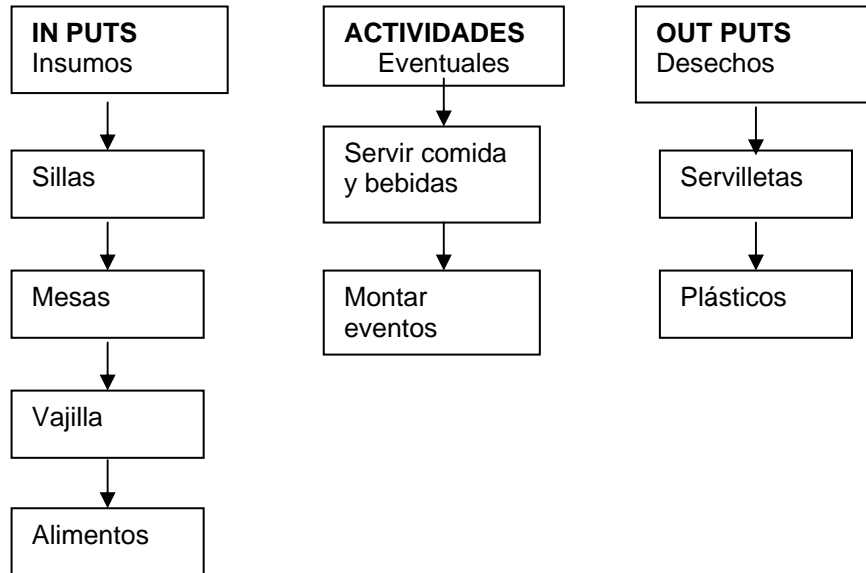 IN PUTS
Insumos
Sillas
Mesas
Vajilla
Alimentos
ACTIVIDADES
Eventuales
Servir comida
y bebidas
Montar
eventos
OUT PUTS
Desechos
Servilletas
Plásticos